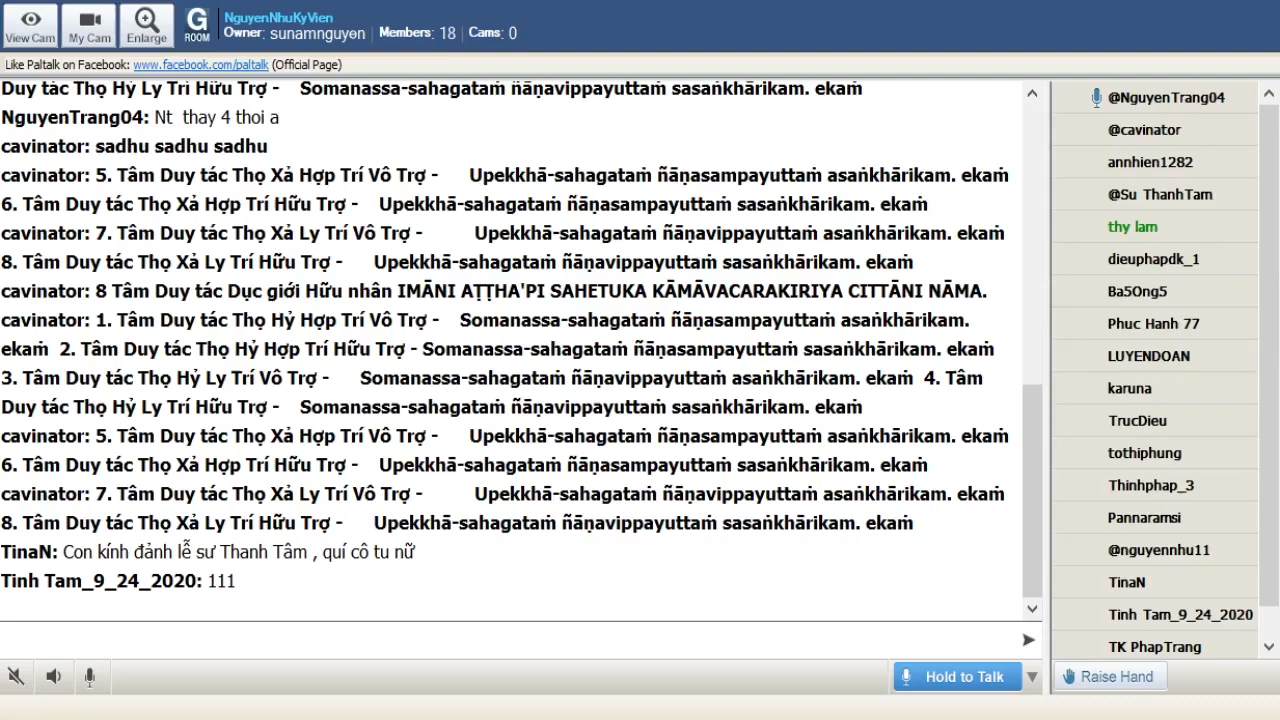 View Cam
My Cam
Enlarge
G
ROOM
NguyenNhuKyVien
Owner: sunamnguyen | Members: 18 | Cams: 0
Like Paltalk on Facebook: www.facebook.com/paltalk (Official Page)
Duy tác Thọ Hỷ Ly Trí Hữu Trợ - Somanassa-sahagataṁ ñāṇavippayuttaṁ sasaṅkhārikam. ekaṁ
NguyenTrang04: Nt thay 4 thoi a
cavinator: sadhu sadhu sadhu
cavinator: 5. Tâm Duy tác Thọ Xả Hợp Trí Vô Trợ - Upekkhā-sahagataṁ ñāṇasampayuttaṁ asaṅkhārikam. ekaṁ
6. Tâm Duy tác Thọ Xả Hợp Trí Hữu Trợ - Upekkhā-sahagataṁ ñāṇasampayuttaṁ sasaṅkhārikam. ekaṁ
cavinator: 7. Tâm Duy tác Thọ Xả Ly Trí Vô Trợ - Upekkhā-sahagataṁ ñāṇavippayuttaṁ asaṅkhārikam. ekaṁ
8. Tâm Duy tác Thọ Xả Ly Trí Hữu Trợ - Upekkhā-sahagataṁ ñāṇavippayuttaṁ sasaṅkhārikam. ekaṁ
cavinator: 8 Tâm Duy tác Dục giới Hữu nhân IMĀNI AṬṬHA'PI SAHETUKA KĀMĀVACARAKIRIYA CITTĀNI NĀMA.
cavinator: 1. Tâm Duy tác Thọ Hỷ Hợp Trí Vô Trợ - Somanassa-sahagataṁ ñāṇasampayuttaṁ asaṅkhārikam.
ekaṁ 2. Tâm Duy tác Thọ Hỷ Hợp Trí Hữu Trợ - Somanassa-sahagataṁ ñāṇasampayuttaṁ sasaṅkhārikam. ekaṁ
3. Tâm Duy tác Thọ Hỷ Ly Trí Vô Trợ - Somanassa-sahagataṁ ñāṇavippayuttaṁ asaṅkhārikam. ekaṁ 4. Tâm
Duy tác Thọ Hỷ Ly Trí Hữu Trợ - Somanassa-sahagataṁ ñāṇavippayuttaṁ sasaṅkhārikam. ekaṁ
cavinator: 5. Tâm Duy tác Thọ Xả Hợp Trí Vô Trợ - Upekkhā-sahagataṁ ñāṇasampayuttaṁ asaṅkhārikam. ekaṁ
6. Tâm Duy tác Thọ Xả Hợp Trí Hữu Trợ - Upekkhā-sahagataṁ ñāṇasampayuttaṁ sasaṅkhārikam. ekaṁ
cavinator: 7. Tâm Duy tác Thọ Xả Ly Trí Vô Trợ - Upekkhā-sahagataṁ ñāṇavippayuttaṁ asaṅkhārikam. ekaṁ
8. Tâm Duy tác Thọ Xả Ly Trí Hữu Trợ - Upekkhā-sahagataṁ ñāṇavippayuttaṁ sasaṅkhārikam. ekaṁ
TinaN: Con kính đảnh lễ sư Thanh Tâm , quí cô tu nữ
Tinh Tam_9_24_2020: 111
@NguyenTrang04
@cavinator
annhien1282
@Su ThanhTam
thy lam
dieuphapdk_1
Ba5Ong5
Phuc Hanh 77
LUYENDOAN
karuna
TrucDieu
tothiphung
Thinhphap_3
Pannaramsi
@nguyennhu11
TinaN
Tinh Tam_9_24_2020
TK PhapTrang
Hold to Talk
Raise Hand